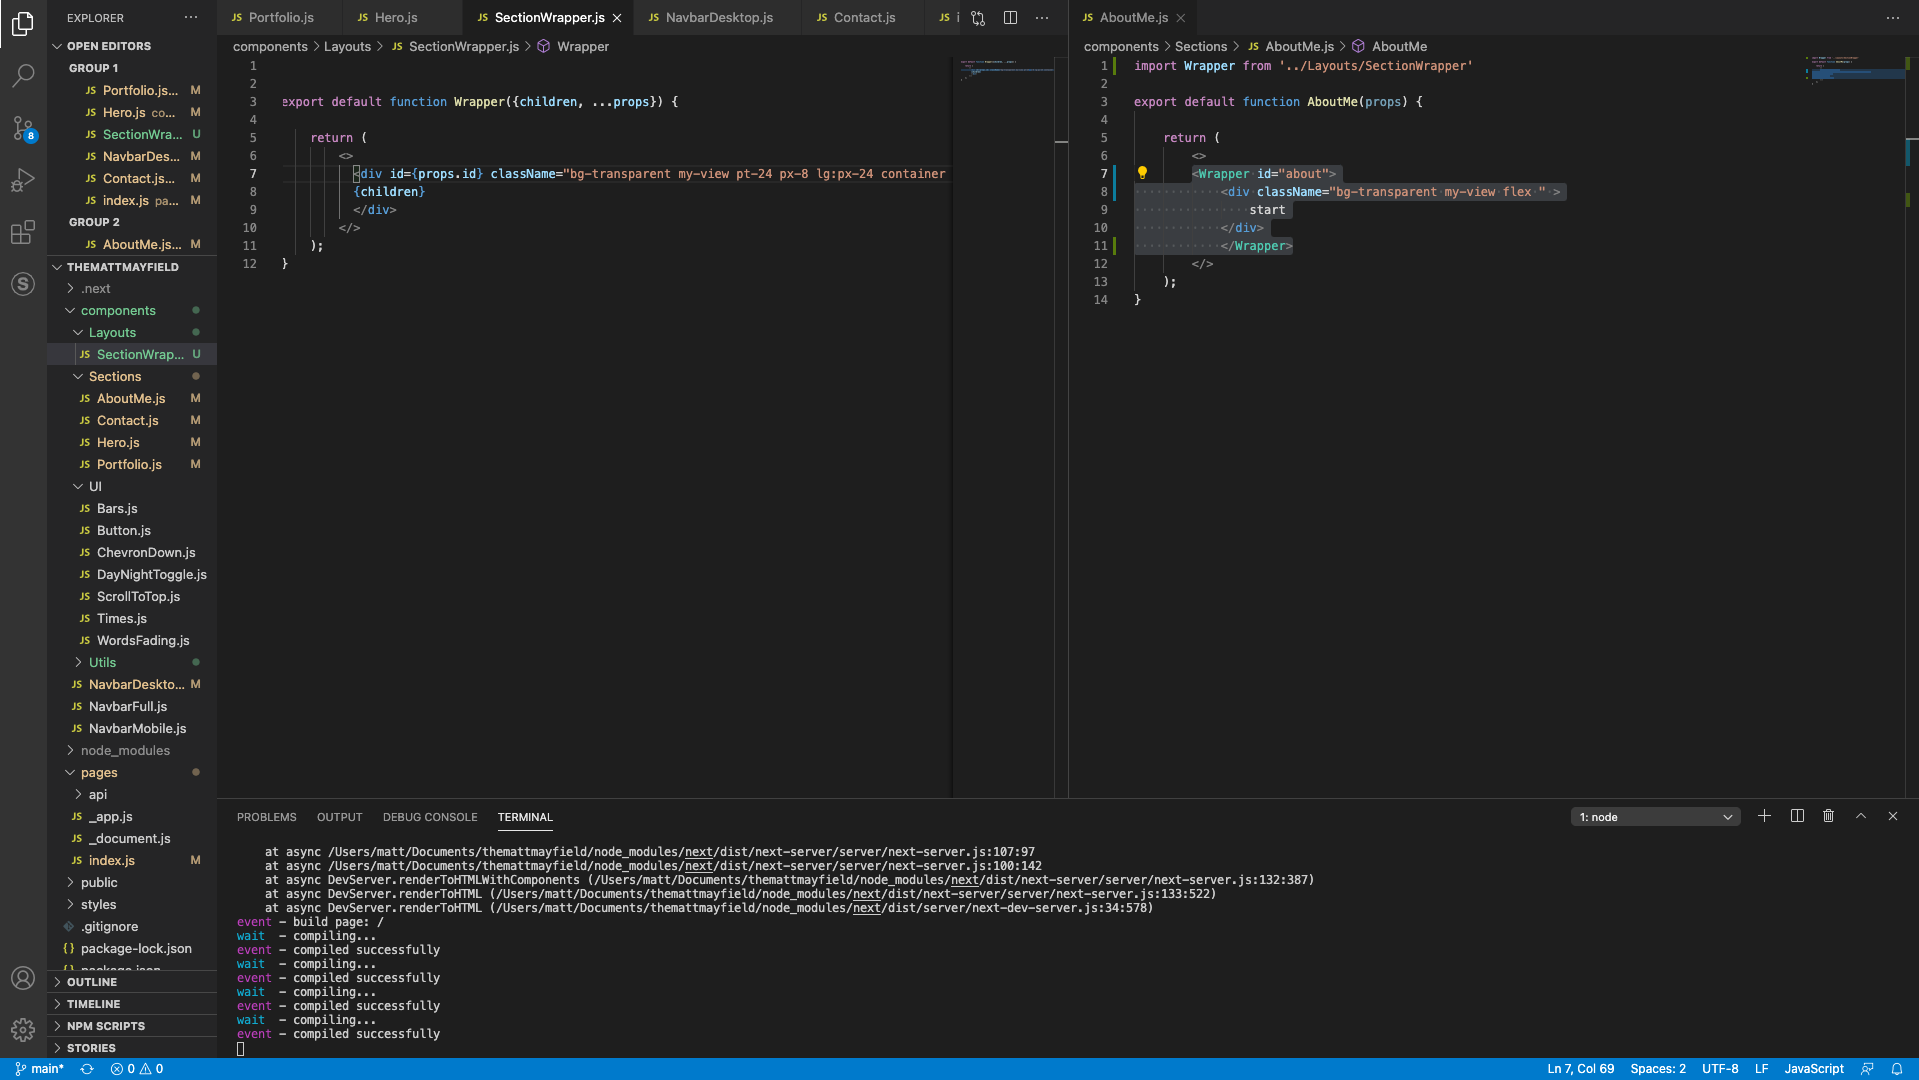 EXPLORER
OPEN EDITORS
GROUP 1
JS Portfolio.js... M
JS Hero.js co... M
JS SectionWra... U
JS NavbarDes... M
JS Contact.js... M
JS index.js pa... M
GROUP 2
JS AboutMe.js... M
THEMATTMAYFIELD
.next
components
Layouts
JS SectionWrap... U
Sections
JS AboutMe.js M
JS Contact.js M
JS Hero.js M
JS Portfolio.js M
UI
JS Bars.js
JS Button.js
JS ChevronDown.js
JS DayNightToggle.js
JS ScrollToTop.js
JS Times.js
JS WordsFading.js
Utils
JS NavbarDeskto... M
JS NavbarFull.js
JS NavbarMobile.js
node_modules
pages
api
JS _app.js
JS _document.js
JS index.js M
public
styles
.gitignore
{} package-lock.json
{} package.json
OUTLINE
TIMELINE
NPM SCRIPTS
STORIES
8
JS Portfolio.js JS Hero.js JS SectionWrapper.js JS NavbarDesktop.js JS Contact.js JS i
components > Layouts > JS SectionWrapper.js > Wrapper
1
2
3 export default function Wrapper({children, ...props}) {
4
5 return (
6 <>
7 <div id={props.id} className="bg-transparent my-view pt-24 px-8 lg:px-24 container
8 {children}
9 </div>
10 </>
11 );
12 }
JS AboutMe.js
components > Sections > JS AboutMe.js > AboutMe
1 import Wrapper from '../Layouts/SectionWrapper'
2
3 export default function AboutMe(props) {
4
5 return (
6 <>
7 <Wrapper id="about">
8 <div className="bg-transparent my-view flex " >
9 start
10 </div>
11 </Wrapper>
12 </>
13 );
14 }
PROBLEMS OUTPUT DEBUG CONSOLE TERMINAL 1: node
at async /Users/matt/Documents/themattmayfield/node_modules/next/dist/next-server/server/next-server.js:107:97
at async /Users/matt/Documents/themattmayfield/node_modules/next/dist/next-server/server/next-server.js:100:142
at async DevServer.renderToHTMLWithComponents (/Users/matt/Documents/themattmayfield/node_modules/next/dist/next-server/server/next-server.js:132:387)
at async DevServer.renderToHTML (/Users/matt/Documents/themattmayfield/node_modules/next/dist/next-server/server/next-server.js:133:522)
at async DevServer.renderToHTML (/Users/matt/Documents/themattmayfield/node_modules/next/dist/server/next-dev-server.js:34:578)
event - build page: /
wait - compiling...
event - compiled successfully
wait - compiling...
event - compiled successfully
wait - compiling...
event - compiled successfully
wait - compiling...
event - compiled successfully
main* 0 0 Ln 7, Col 69 Spaces: 2 UTF-8 LF JavaScript